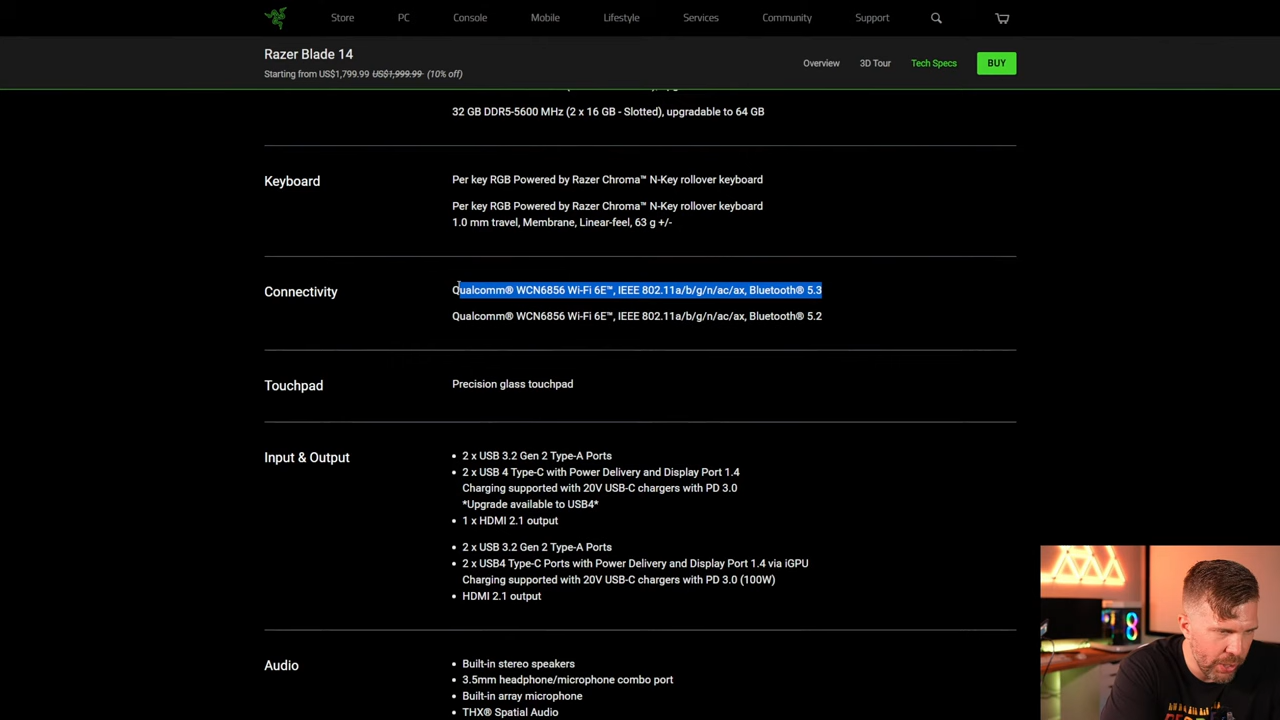 Store PC Console Mobile Lifestyle Services Community Support
Razer Blade 14
Starting from US$1,799.99 US$1,999.99 (10% off)
Overview 3D Tour Tech Specs BUY
32 GB DDR5-5600 MHz (2 x 16 GB - Slotted), upgradable to 64 GB
Keyboard
Per key RGB Powered by Razer Chroma™ N-Key rollover keyboard
Per key RGB Powered by Razer Chroma™ N-Key rollover keyboard
1.0 mm travel, Membrane, Linear-feel, 63 g +/-
Connectivity
Qualcomm® WCN6856 Wi-Fi 6E™, IEEE 802.11a/b/g/n/ac/ax, Bluetooth® 5.3
Qualcomm® WCN6856 Wi-Fi 6E™, IEEE 802.11a/b/g/n/ac/ax, Bluetooth® 5.2
Touchpad
Precision glass touchpad
Input & Output
• 2 x USB 3.2 Gen 2 Type-A Ports
• 2 x USB 4 Type-C with Power Delivery and Display Port 1.4
Charging supported with 20V USB-C chargers with PD 3.0
*Upgrade available to USB4*
• 1 x HDMI 2.1 output
• 2 x USB 3.2 Gen 2 Type-A Ports
• 2 x USB4 Type-C Ports with Power Delivery and Display Port 1.4 via iGPU
Charging supported with 20V USB-C chargers with PD 3.0 (100W)
• HDMI 2.1 output
Audio
• Built-in stereo speakers
• 3.5mm headphone/microphone combo port
• Built-in array microphone
• THX® Spatial Audio